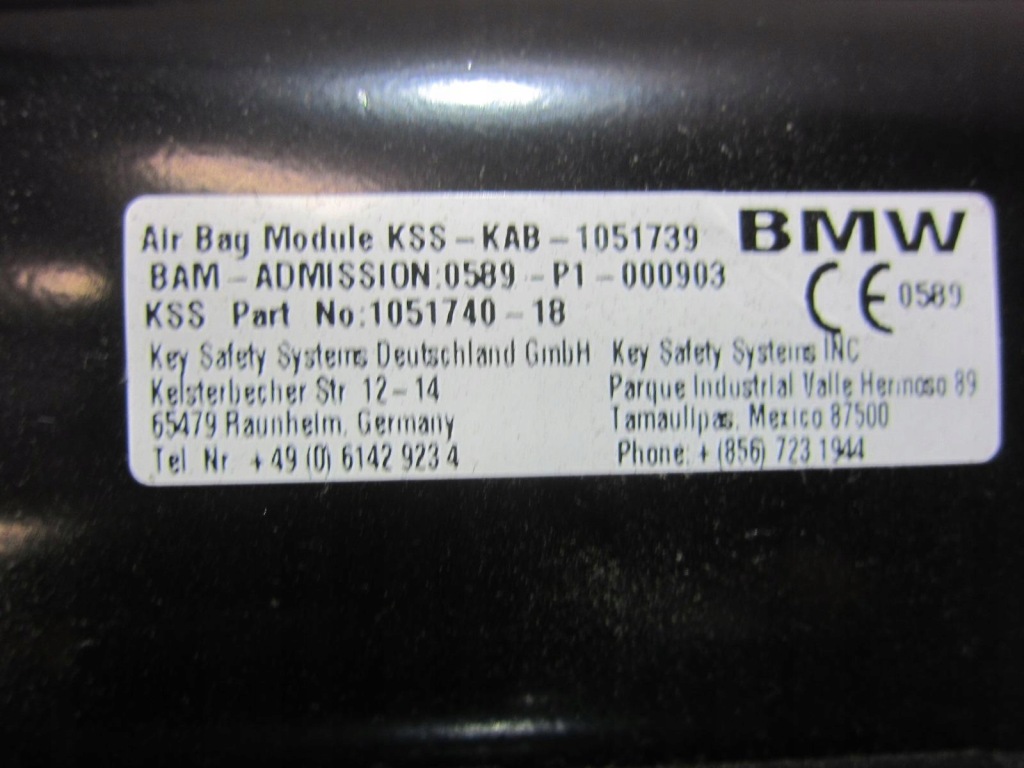 Air Bag Module KSS-KAB-1051739 BMW
BAM-ADMISSION:0589-P1-000903
CE 0589
KSS Part No:1051740-18
Key Safety Systems Deutschland GmbH
Kelsterbecher Str 12-14
65479 Raunheim, Germany
Tel Nr +49 (0) 6142 923 4
Key Safety Systems INC
Parque Industrial Valle Hermoso 89
Tamaulipas, Mexico 87500
Phone: +(856) 723 1944